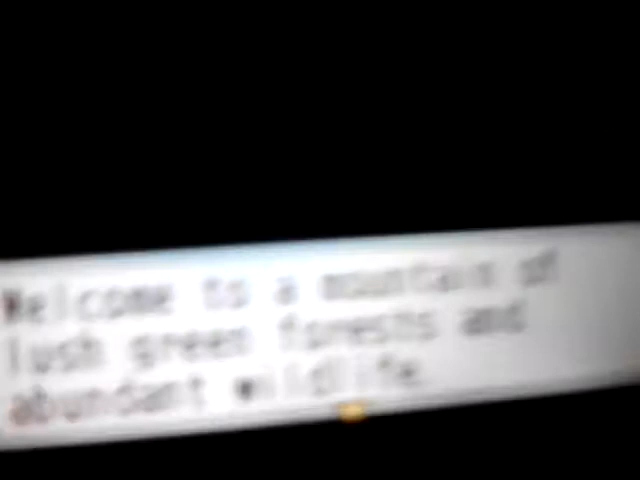 Welcome to a mountain of
lush green forests and
abundant wildlife.